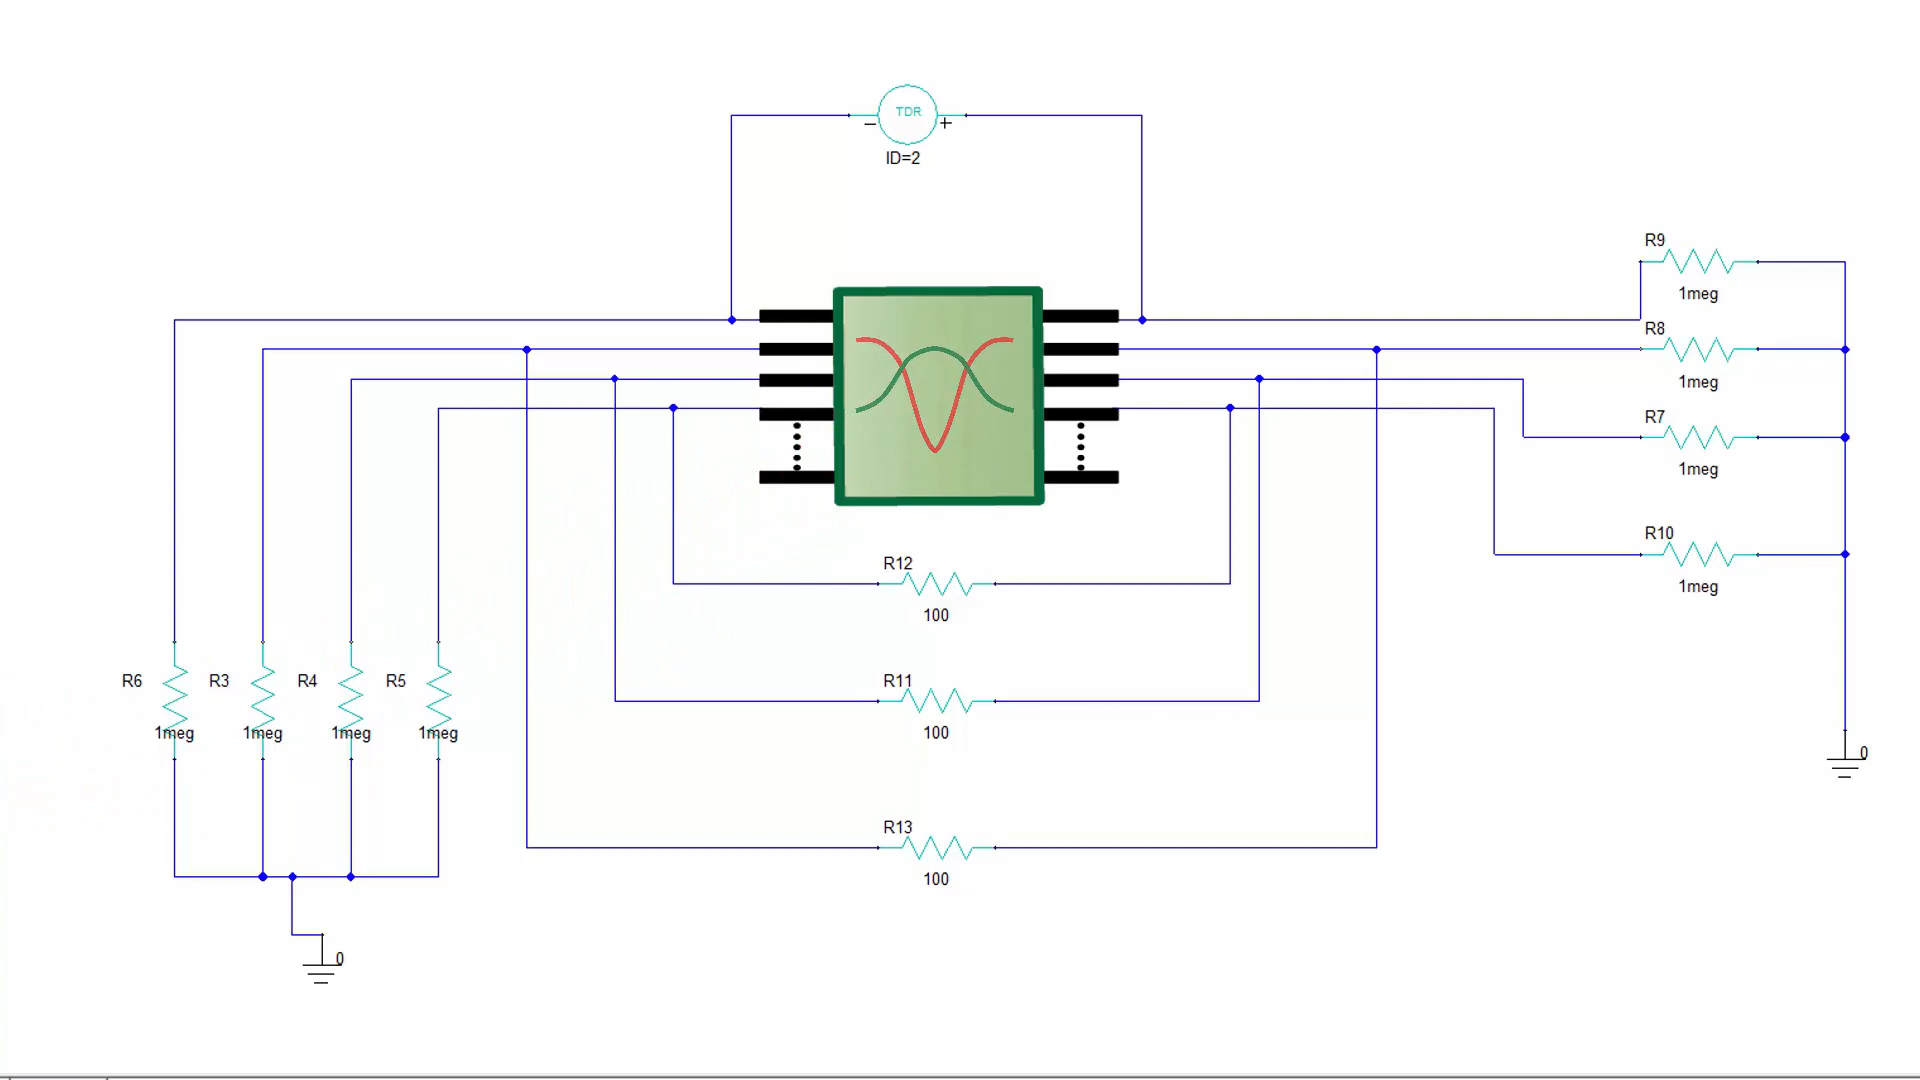 TDR
− +
ID=2
R9
1meg
R8
1meg
R7
1meg
R10
1meg
R12
100
R11
100
R6 R3 R4 R5
1meg 1meg 1meg 1meg
R13
100
0
0